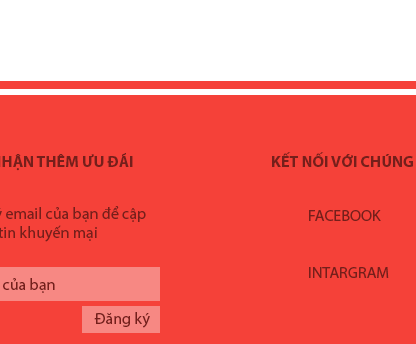 NHẬN THÊM ƯU ĐÃI
KẾT NỐI VỚI CHÚNG
email của bạn để cập
tin khuyến mại
FACEBOOK
INTARGRAM
của bạn
Đăng ký